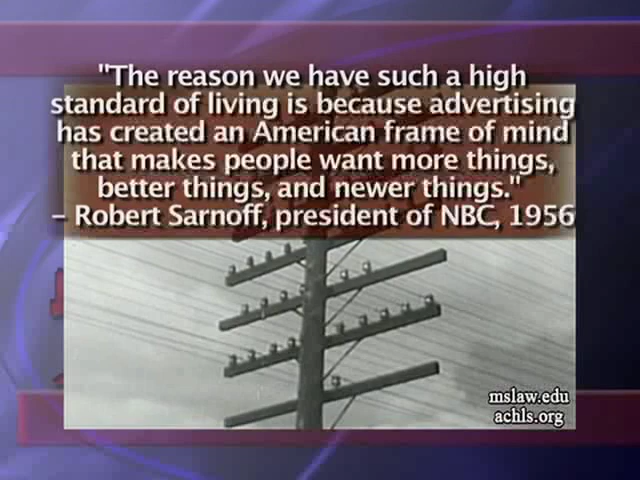 "The reason we have such a high
standard of living is because advertising
has created an American frame of mind
that makes people want more things,
better things, and newer things."
– Robert Sarnoff, president of NBC, 1956
mslaw.edu
achls.org